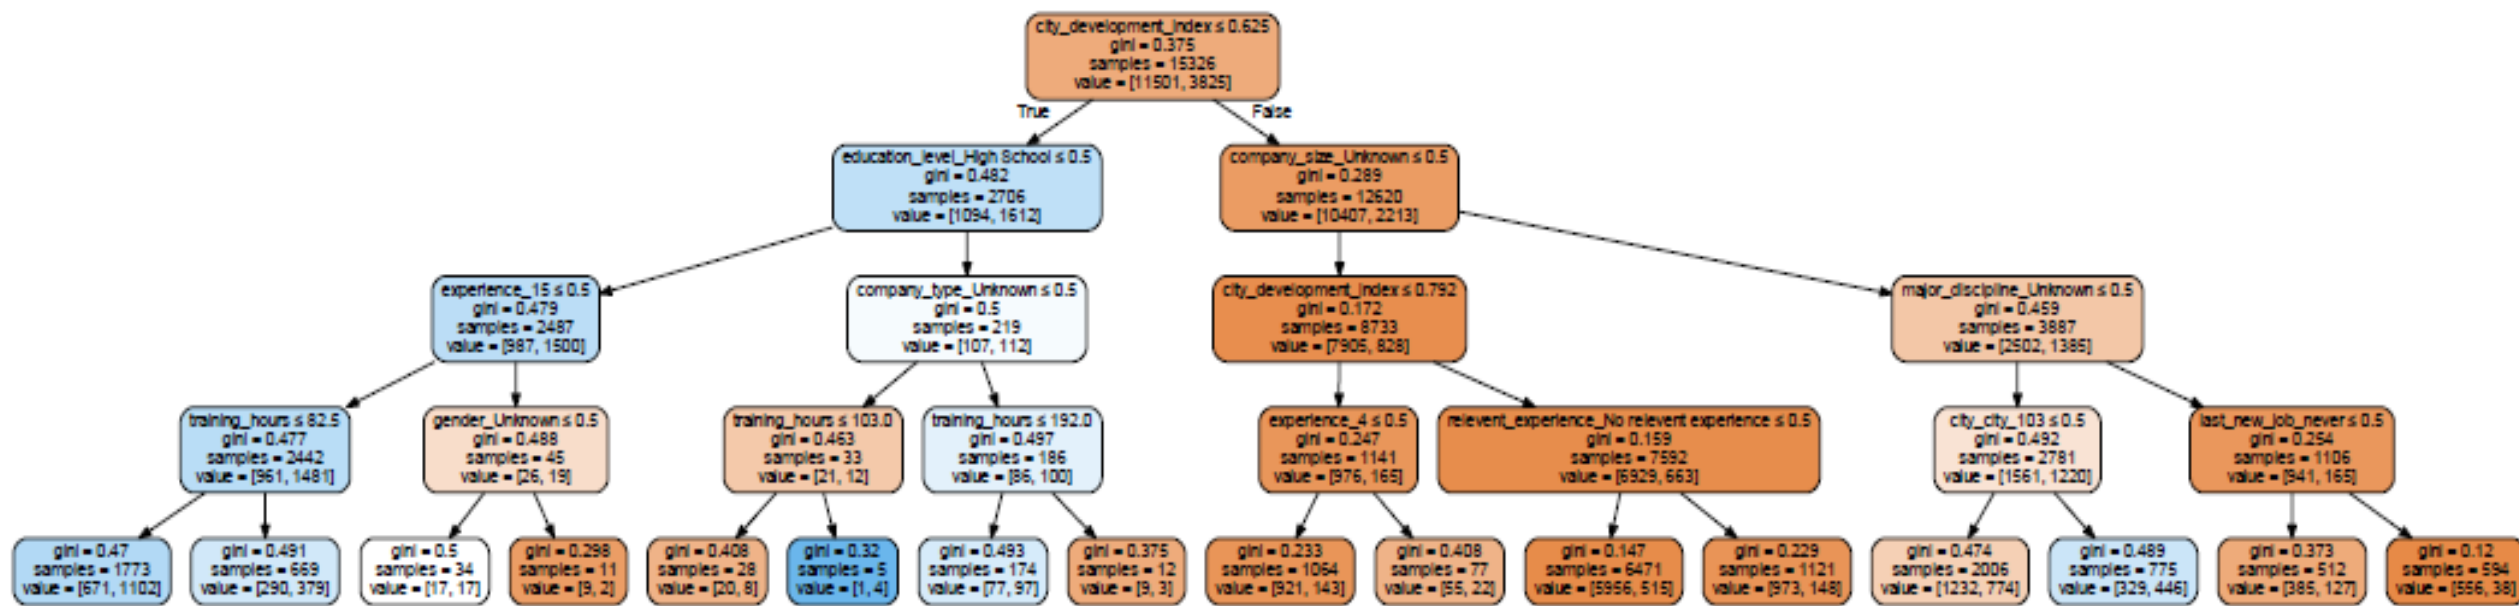 city_development_index ≤ 0.625
gini = 0.375
samples = 15326
value = [11501, 3825]
True
False
education_level_High School ≤ 0.5
gini = 0.482
samples = 2706
value = [1094, 1612]
company_size_Unknown ≤ 0.5
gini = 0.289
samples = 12620
value = [10407, 2213]
experience_15 ≤ 0.5
gini = 0.479
samples = 2487
value = [987, 1500]
company_type_Unknown ≤ 0.5
gini = 0.5
samples = 219
value = [107, 112]
city_development_index ≤ 0.792
gini = 0.172
samples = 8733
value = [7905, 828]
major_discipline_Unknown ≤ 0.5
gini = 0.459
samples = 3887
value = [2502, 1385]
training_hours ≤ 82.5
gini = 0.477
samples = 2442
value = [961, 1481]
gender_Unknown ≤ 0.5
gini = 0.488
samples = 45
value = [26, 19]
training_hours ≤ 103.0
gini = 0.463
samples = 33
value = [21, 12]
training_hours ≤ 192.0
gini = 0.497
samples = 186
value = [86, 100]
experience_4 ≤ 0.5
gini = 0.247
samples = 1141
value = [976, 165]
relevent_experience_No relevent experience ≤ 0.5
gini = 0.159
samples = 7592
value = [6929, 663]
city_city_103 ≤ 0.5
gini = 0.492
samples = 2781
value = [1561, 1220]
last_new_job_never ≤ 0.5
gini = 0.254
samples = 1106
value = [941, 165]
gini = 0.47
samples = 1773
value = [671, 1102]
gini = 0.491
samples = 669
value = [290, 379]
gini = 0.5
samples = 34
value = [17, 17]
gini = 0.298
samples = 11
value = [9, 2]
gini = 0.408
samples = 28
value = [20, 8]
gini = 0.32
samples = 5
value = [1, 4]
gini = 0.493
samples = 174
value = [77, 97]
gini = 0.375
samples = 12
value = [9, 3]
gini = 0.233
samples = 1064
value = [921, 143]
gini = 0.408
samples = 77
value = [55, 22]
gini = 0.147
samples = 6471
value = [5956, 515]
gini = 0.229
samples = 1121
value = [973, 148]
gini = 0.474
samples = 2006
value = [1232, 774]
gini = 0.489
samples = 775
value = [329, 446]
gini = 0.373
samples = 512
value = [385, 127]
gini = 0.12
samples = 594
value = [556, 38]